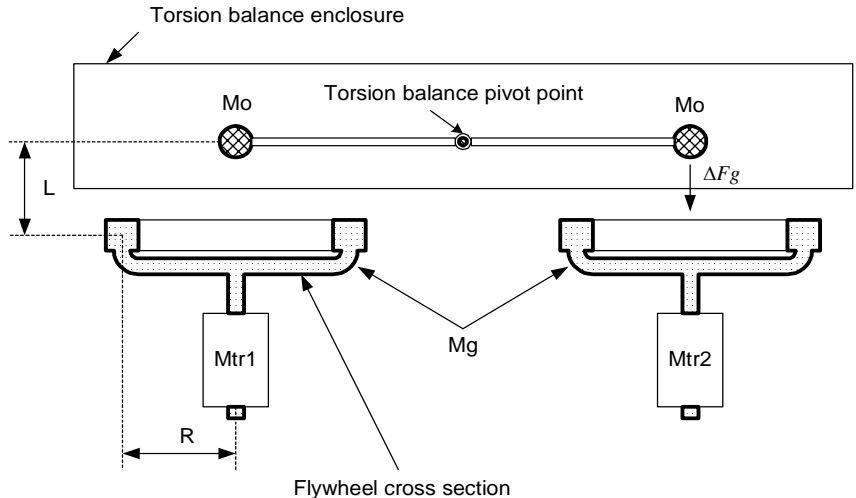 Torsion balance enclosure
Torsion balance pivot point
Mo
Mo
ΔFg
L
Mg
Mtr1
Mtr2
R
Flywheel cross section